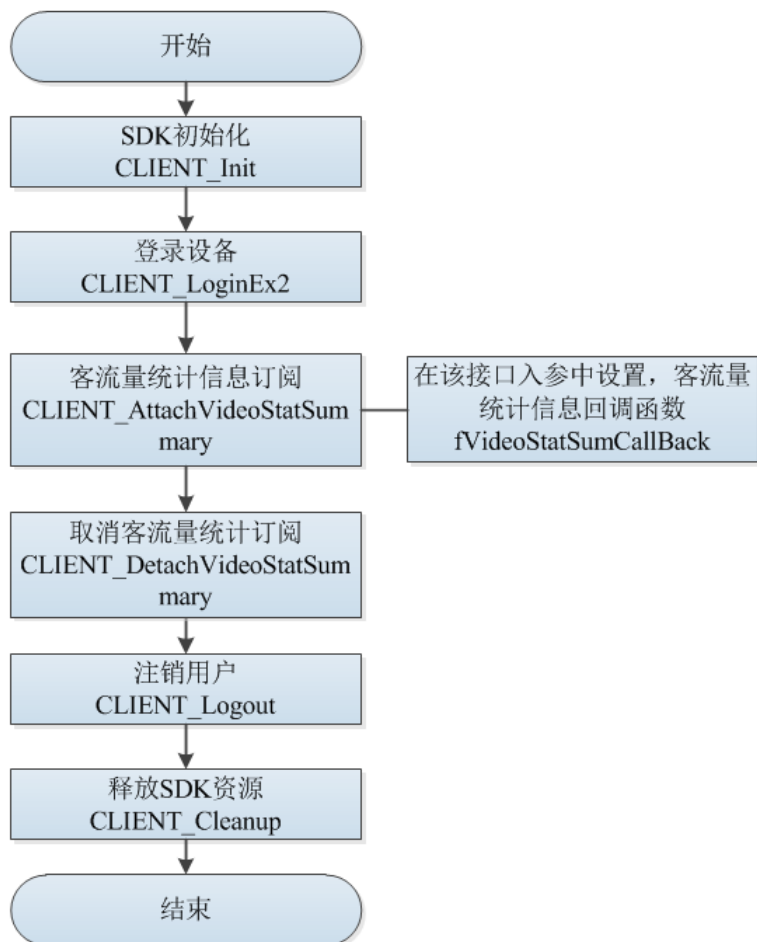 开始
SDK初始化
CLIENT_Init
登录设备
CLIENT_LoginEx2
客流量统计信息订阅
CLIENT_AttachVideoStatSum
mary
在该接口入参中设置，客流量
统计信息回调函数
fVideoStatSumCallBack
取消客流量统计订阅
CLIENT_DetachVideoStatSum
mary
注销用户
CLIENT_Logout
释放SDK资源
CLIENT_Cleanup
结束